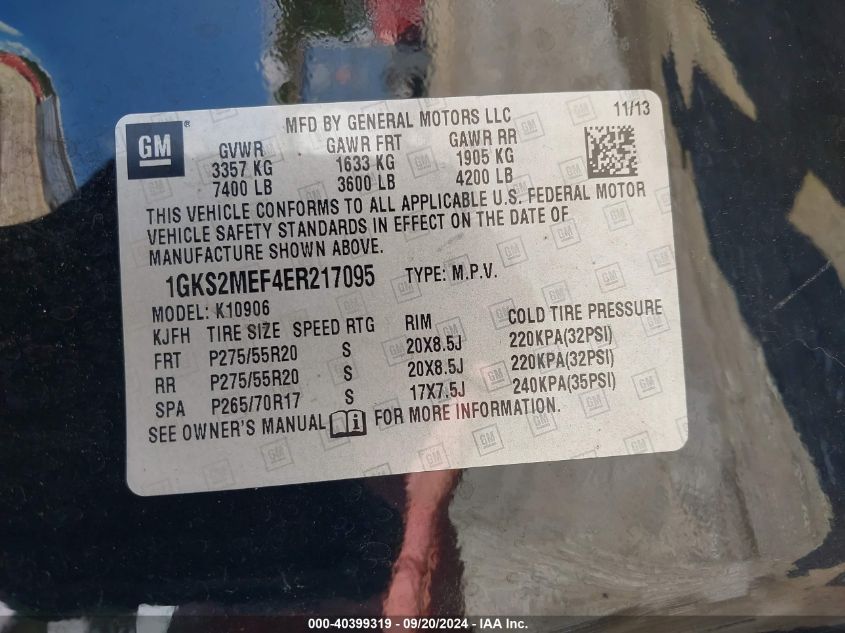 GM ®
MFD BY GENERAL MOTORS LLC 11/13
GVWR GAWR FRT GAWR RR
3357 KG 1633 KG 1905 KG
7400 LB 3600 LB 4200 LB
THIS VEHICLE CONFORMS TO ALL APPLICABLE U.S. FEDERAL MOTOR
VEHICLE SAFETY STANDARDS IN EFFECT ON THE DATE OF
MANUFACTURE SHOWN ABOVE.
1GKS2MEF4ER217095 TYPE: M.P.V.
MODEL: K10906
KJFH TIRE SIZE SPEED RTG RIM COLD TIRE PRESSURE
FRT P275/55R20 S 20X8.5J 220KPA(32PSI)
RR P275/55R20 S 20X8.5J 220KPA(32PSI)
SPA P265/70R17 S 17X7.5J 240KPA(35PSI)
SEE OWNER'S MANUAL i FOR MORE INFORMATION.
000-40399319 - 09/20/2024 - IAA Inc.